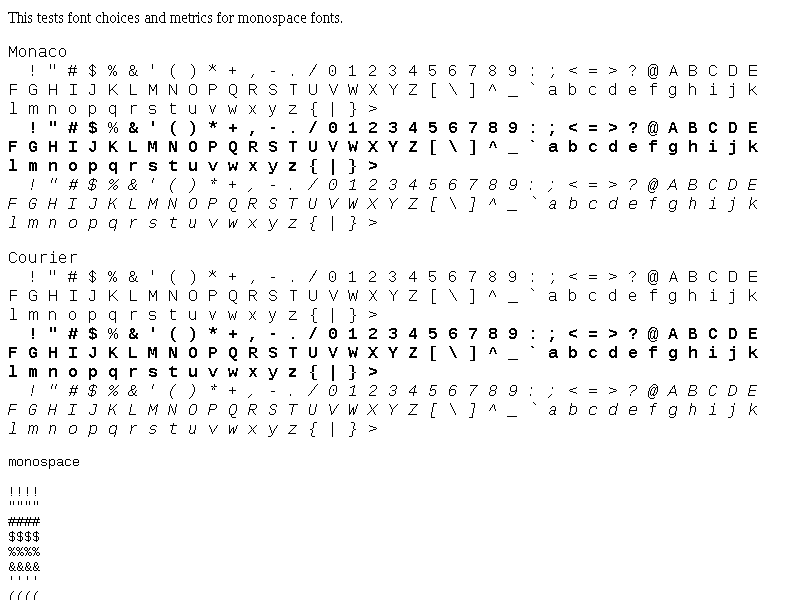 This tests font choices and metrics for monospace fonts.
Monaco
! " # $ % & ' ( ) * + , - . / 0 1 2 3 4 5 6 7 8 9 : ; < = > ? @ A B C D E
F G H I J K L M N O P Q R S T U V W X Y Z [ \ ] ^ _ ` a b c d e f g h i j k
l m n o p q r s t u v w x y z { | } >
! " # $ % & ' ( ) * + , - . / 0 1 2 3 4 5 6 7 8 9 : ; < = > ? @ A B C D E
F G H I J K L M N O P Q R S T U V W X Y Z [ \ ] ^ _ ` a b c d e f g h i j k
l m n o p q r s t u v w x y z { | } >
! " # $ % & ' ( ) * + , - . / 0 1 2 3 4 5 6 7 8 9 : ; < = > ? @ A B C D E
F G H I J K L M N O P Q R S T U V W X Y Z [ \ ] ^ _ ` a b c d e f g h i j k
l m n o p q r s t u v w x y z { | } >
Courier
! " # $ % & ' ( ) * + , - . / 0 1 2 3 4 5 6 7 8 9 : ; < = > ? @ A B C D E
F G H I J K L M N O P Q R S T U V W X Y Z [ \ ] ^ _ ` a b c d e f g h i j k
l m n o p q r s t u v w x y z { | } >
! " # $ % & ' ( ) * + , - . / 0 1 2 3 4 5 6 7 8 9 : ; < = > ? @ A B C D E
F G H I J K L M N O P Q R S T U V W X Y Z [ \ ] ^ _ ` a b c d e f g h i j k
l m n o p q r s t u v w x y z { | } >
! " # $ % & ' ( ) * + , - . / 0 1 2 3 4 5 6 7 8 9 : ; < = > ? @ A B C D E
F G H I J K L M N O P Q R S T U V W X Y Z [ \ ] ^ _ ` a b c d e f g h i j k
l m n o p q r s t u v w x y z { | } >
monospace
!!!!
""""
####
$$$$
%%%%
&&&&
''''
((((